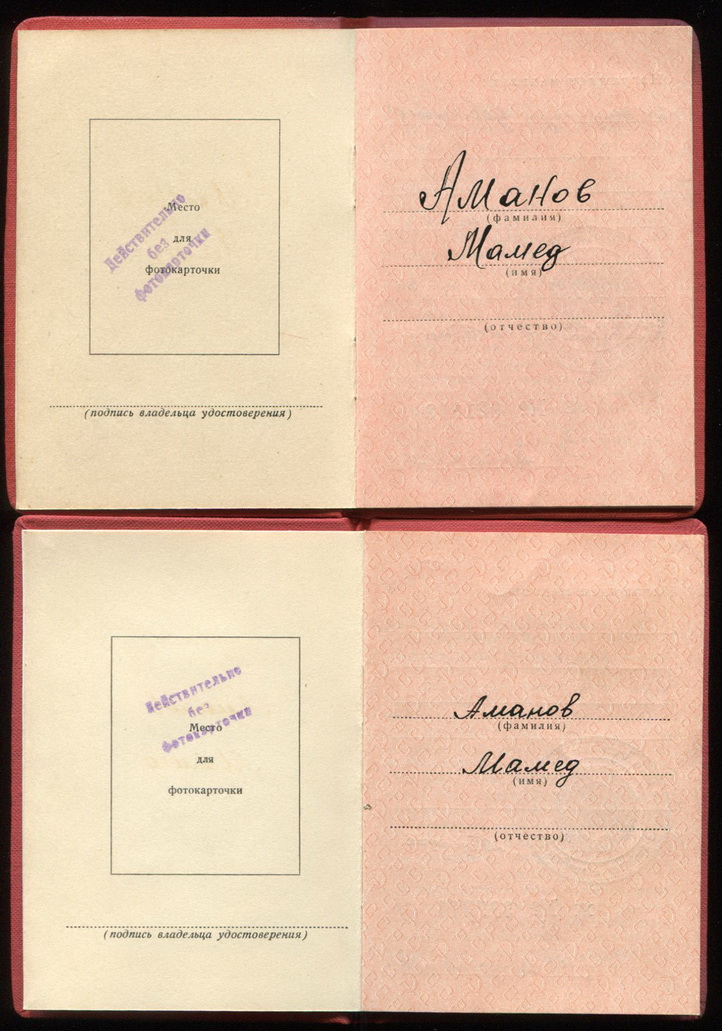 Место
для
фотокарточки
Действительно
без
фотокарточки
(подпись владельца удостоверения)
Аманов
(фамилия)
Мамед
(имя)
(отчество)
Действительно
без
фотокарточки
Место
для
фотокарточки
(подпись владельца удостоверения)
Аманов
(фамилия)
Мамед
(имя)
(отчество)